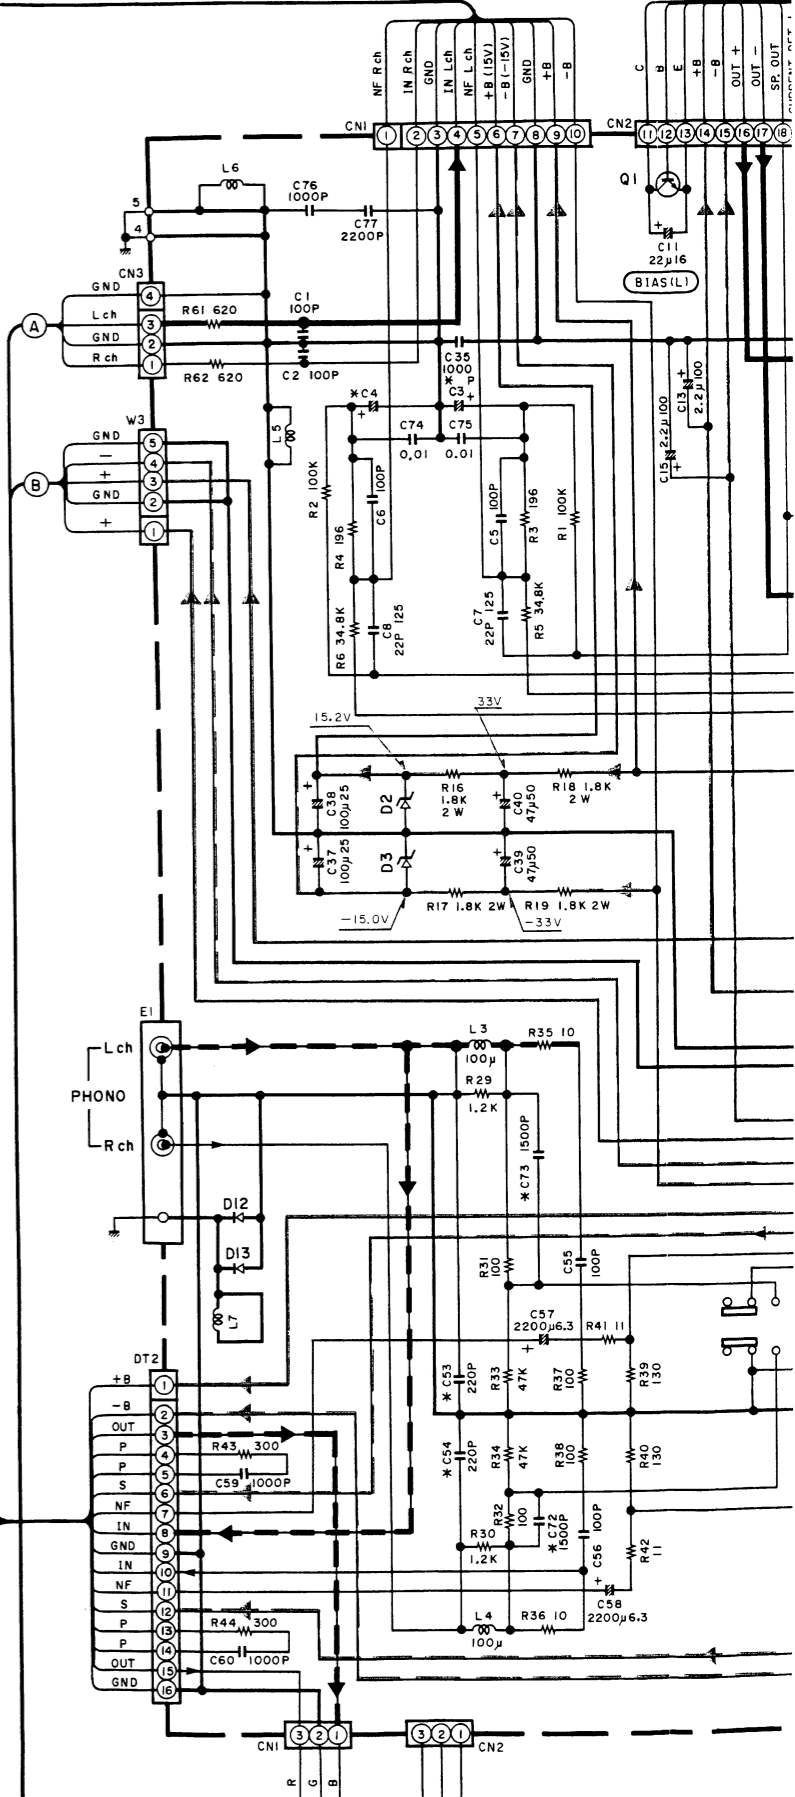 NF R ch
IN R ch
GND
IN L ch
NF L ch
+B (15V)
-B (-15V)
GND
+B
-B
C
B
E
+B
-B
OUT +
OUT -
SP. OUT
CN1
1 2 3 4 5 6 7 8 9 10
CN2
11 12 13 14 15 16 17 18
L6
C76
1000P
C77
2200P
5
4
Q1
C11
22µ16
BIAS(L)
CN3
GND
4
A
Lch
3
GND
2
Rch
1
R61 620
C1
100P
R62 620
C2 100P
C35
1000
P
*C4
*
C3
C74
0.01
C75
0.01
C13
2.2µ100
C15
2.2µ100
W3
GND
5
-
4
B
+
3
GND
2
+
1
L5
R2 100K
100P
C6
R4 196
C5 100P
R3 196
R1 100K
R6 34.8K
C8
22P 125
C7
22P 125
R5 34.8K
15.2V
33V
C38
100µ25
D2
R16
1.8K
2W
C40
47µ50
R18 1.8K
2W
C37
100µ25
D3
C39
47µ50
R17 1.8K 2W
R19 1.8K 2W
-15.0V
-33V
E1
Lch
PHONO
Rch
L3
100µ
R35 10
R29
1.2K
*C73 1500P
D12
D13
L7
R31
100
C55
100P
C57
2200µ6.3
R41 11
DT2
+B
1
-B
2
OUT
3
P
4
P
5
S
6
NF
7
IN
8
GND
9
IN
10
NF
11
S
12
P
13
P
14
OUT
15
GND
16
R43 300
C59 1000P
R44 300
C60 1000P
*C53
220P
R33
47K
R37
100
R39
130
*C54
220P
R34
47K
R38
100
R40
130
R32
100
*C72
1500P
C56 100P
R42
11
R30
1.2K
C58
2200µ6.3
L4
100µ
R36 10
CN1
3 2 1
3 2 1
CN2
R
G
B